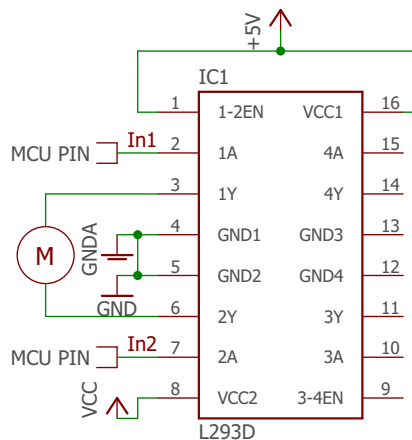 +5V
IC1
1 1-2EN VCC1 16
MCU PIN In1 2 1A 4A 15
3 1Y 4Y 14
M
GNDA 4 GND1 GND3 13
GND 5 GND2 GND4 12
6 2Y 3Y 11
MCU PIN In2 7 2A 3A 10
VCC 8 VCC2 3-4EN 9
L293D